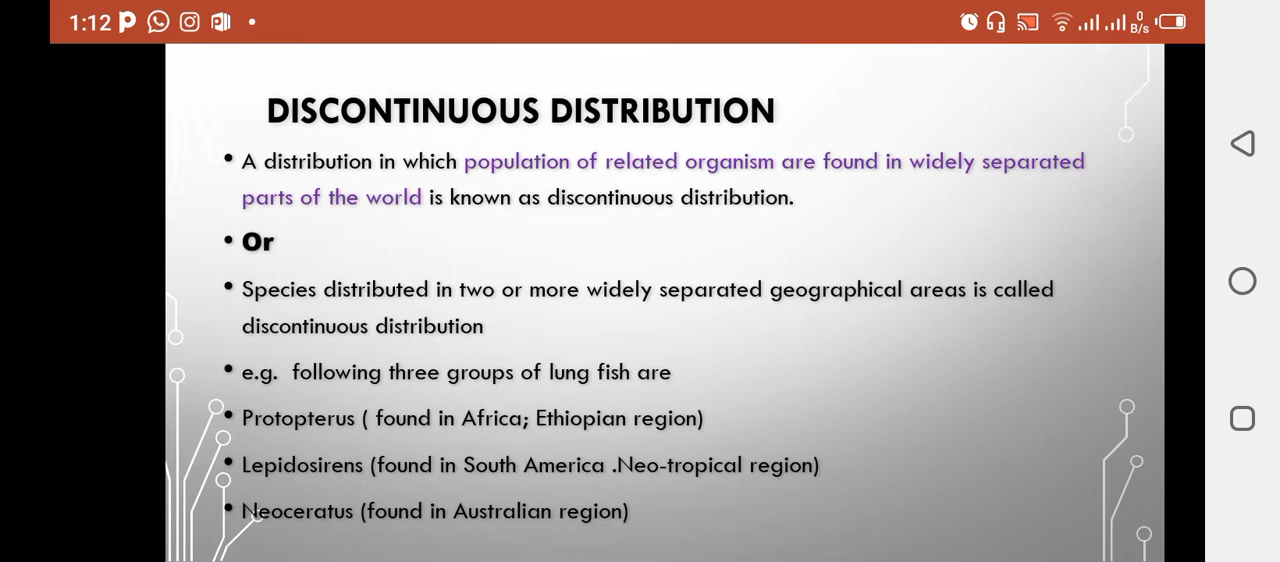 1:12
0
B/s
DISCONTINUOUS DISTRIBUTION
• A distribution in which population of related organism are found in widely separated
parts of the world is known as discontinuous distribution.
• Or
• Species distributed in two or more widely separated geographical areas is called
discontinuous distribution
• e.g. following three groups of lung fish are
• Protopterus ( found in Africa; Ethiopian region)
• Lepidosirens (found in South America .Neo-tropical region)
• Neoceratus (found in Australian region)